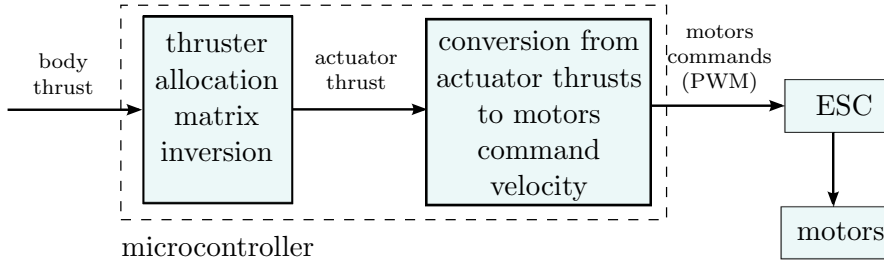 body
thrust
thruster
allocation
matrix
inversion
actuator
thrust
conversion from
actuator thrusts
to motors
command
velocity
motors
commands
(PWM)
ESC
motors
microcontroller